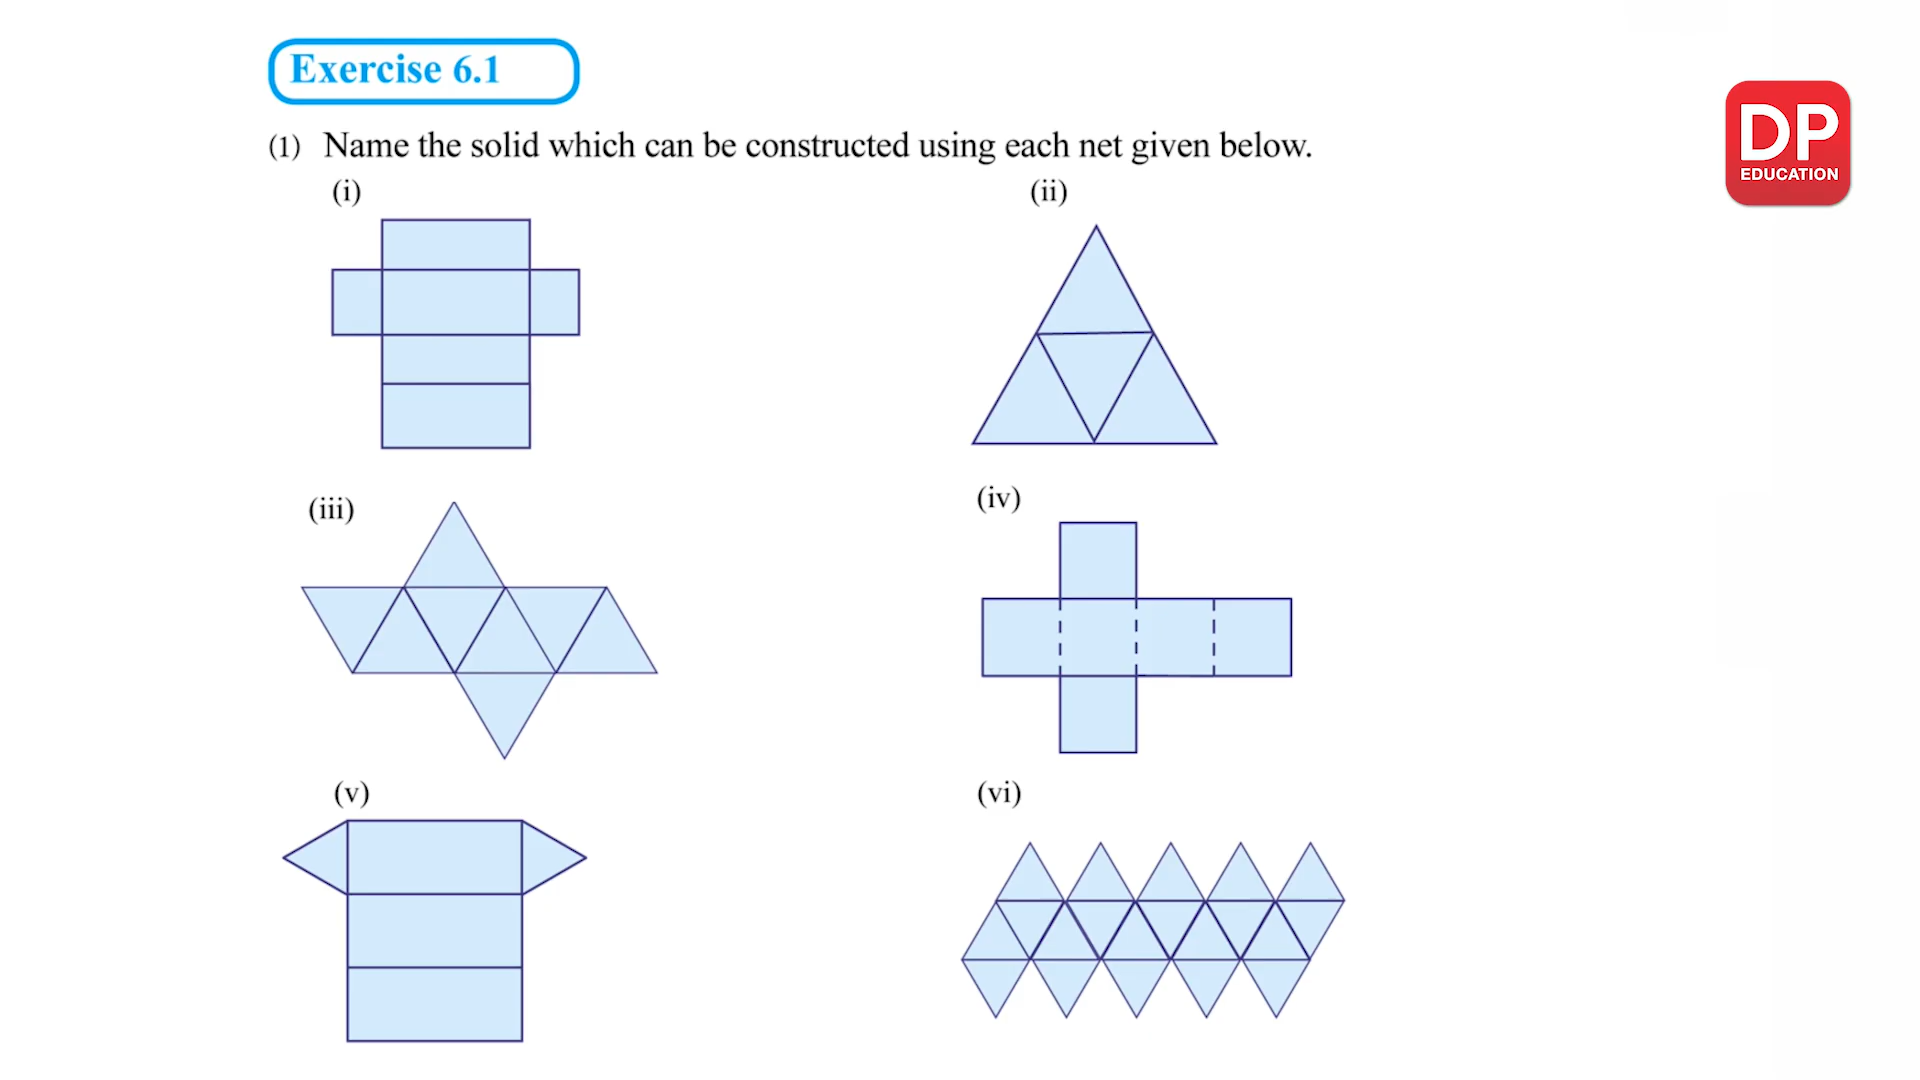 Exercise 6.1
DP
EDUCATION
(1) Name the solid which can be constructed using each net given below.
(i)
(ii)
(iii)
(iv)
(v)
(vi)